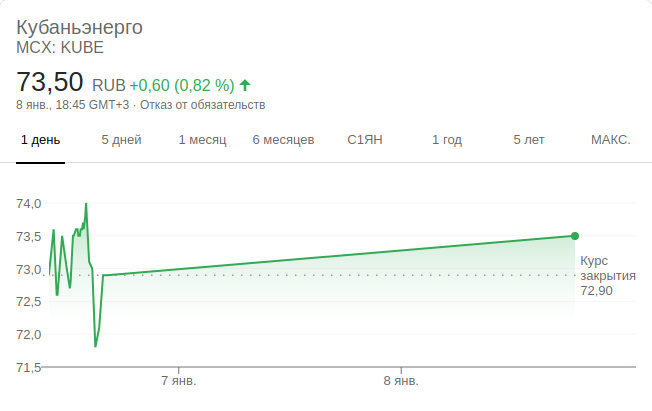 Кубаньэнерго
MCX: KUBE
73,50 RUB +0,60 (0,82 %)
8 янв., 18:45 GMT+3 · Отказ от обязательств
1 день 5 дней 1 месяц 6 месяцев С1ЯН 1 год 5 лет МАКС.
74,0
73,5
73,0
72,5
72,0
71,5
Курс
закрытия
72,90
7 янв. 8 янв.